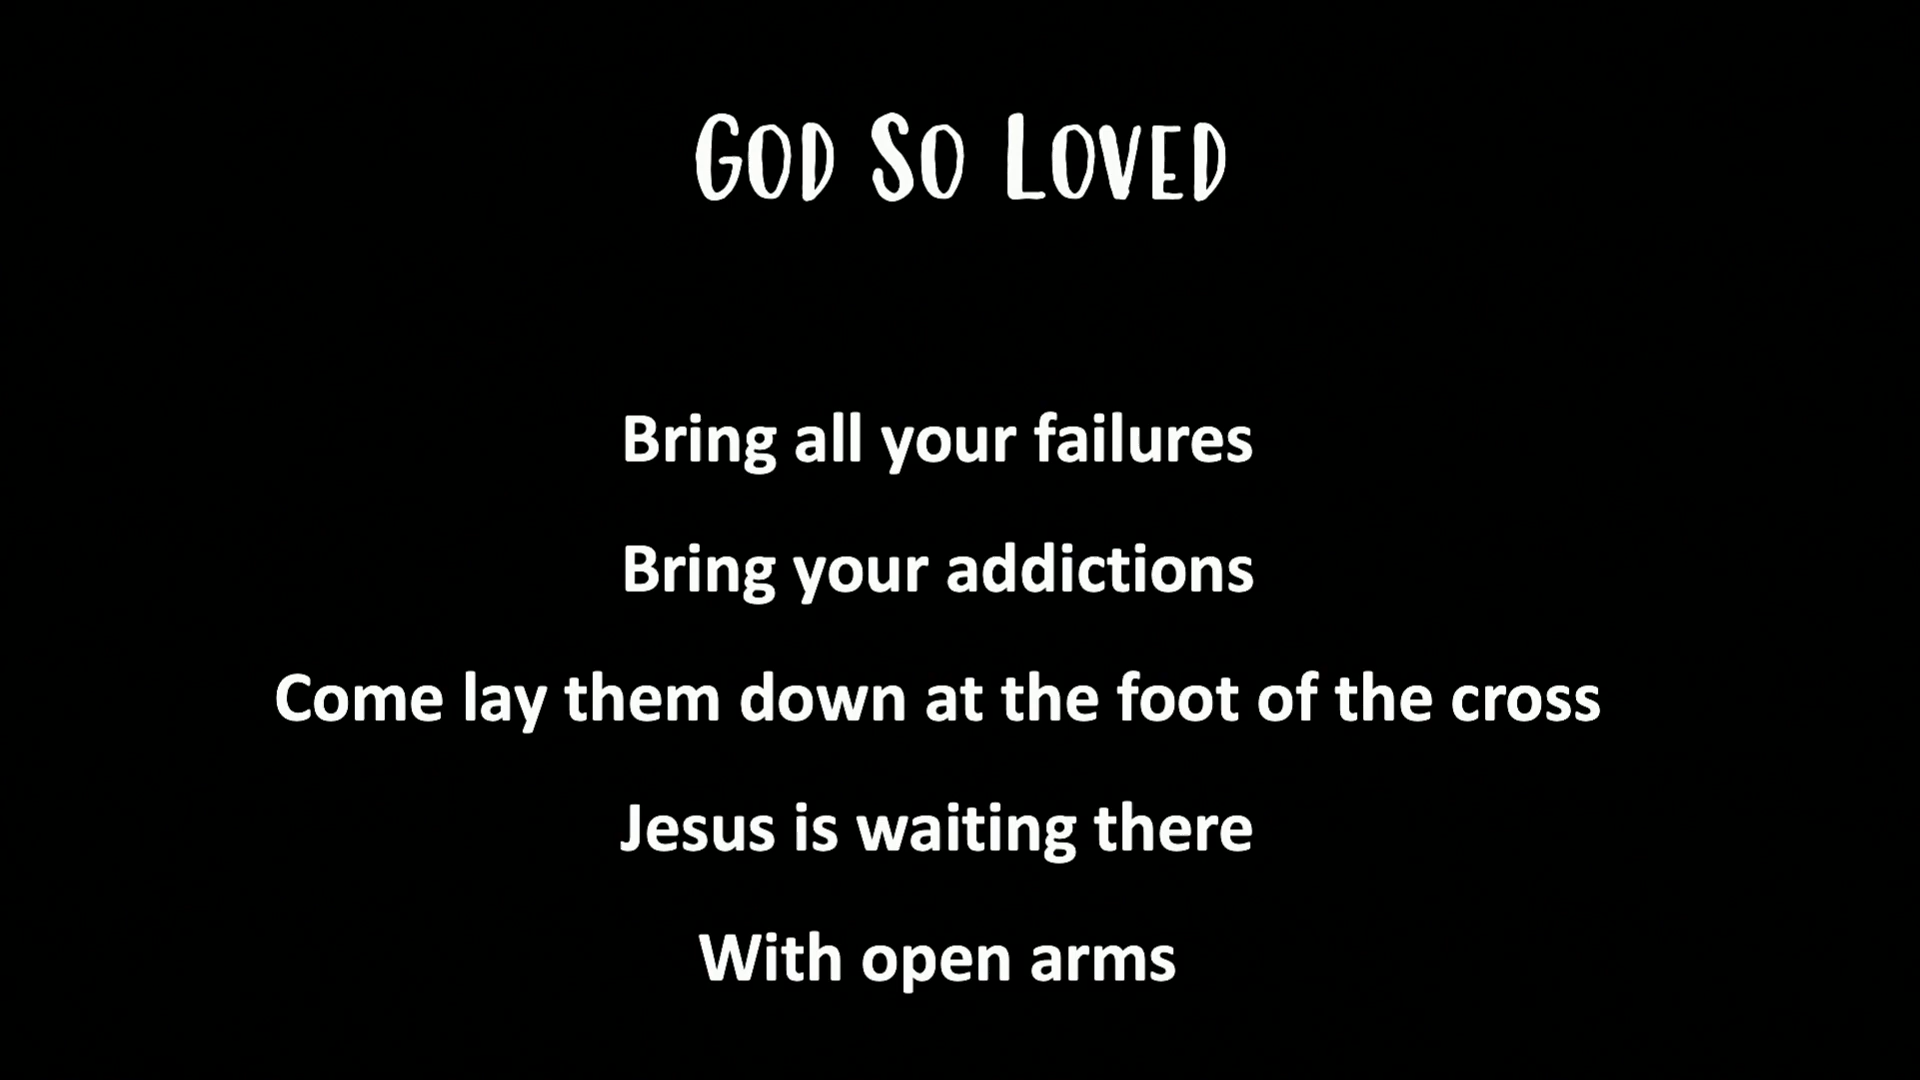 God So Loved
Bring all your failures
Bring your addictions
Come lay them down at the foot of the cross
Jesus is waiting there
With open arms